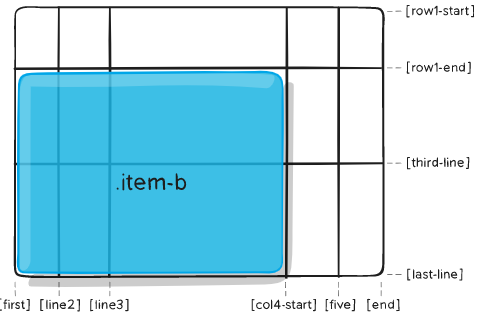 [row1-start]
[row1-end]
[third-line]
.item-b
[last-line]
[first] [line2] [line3] [col4-start] [five] [end]